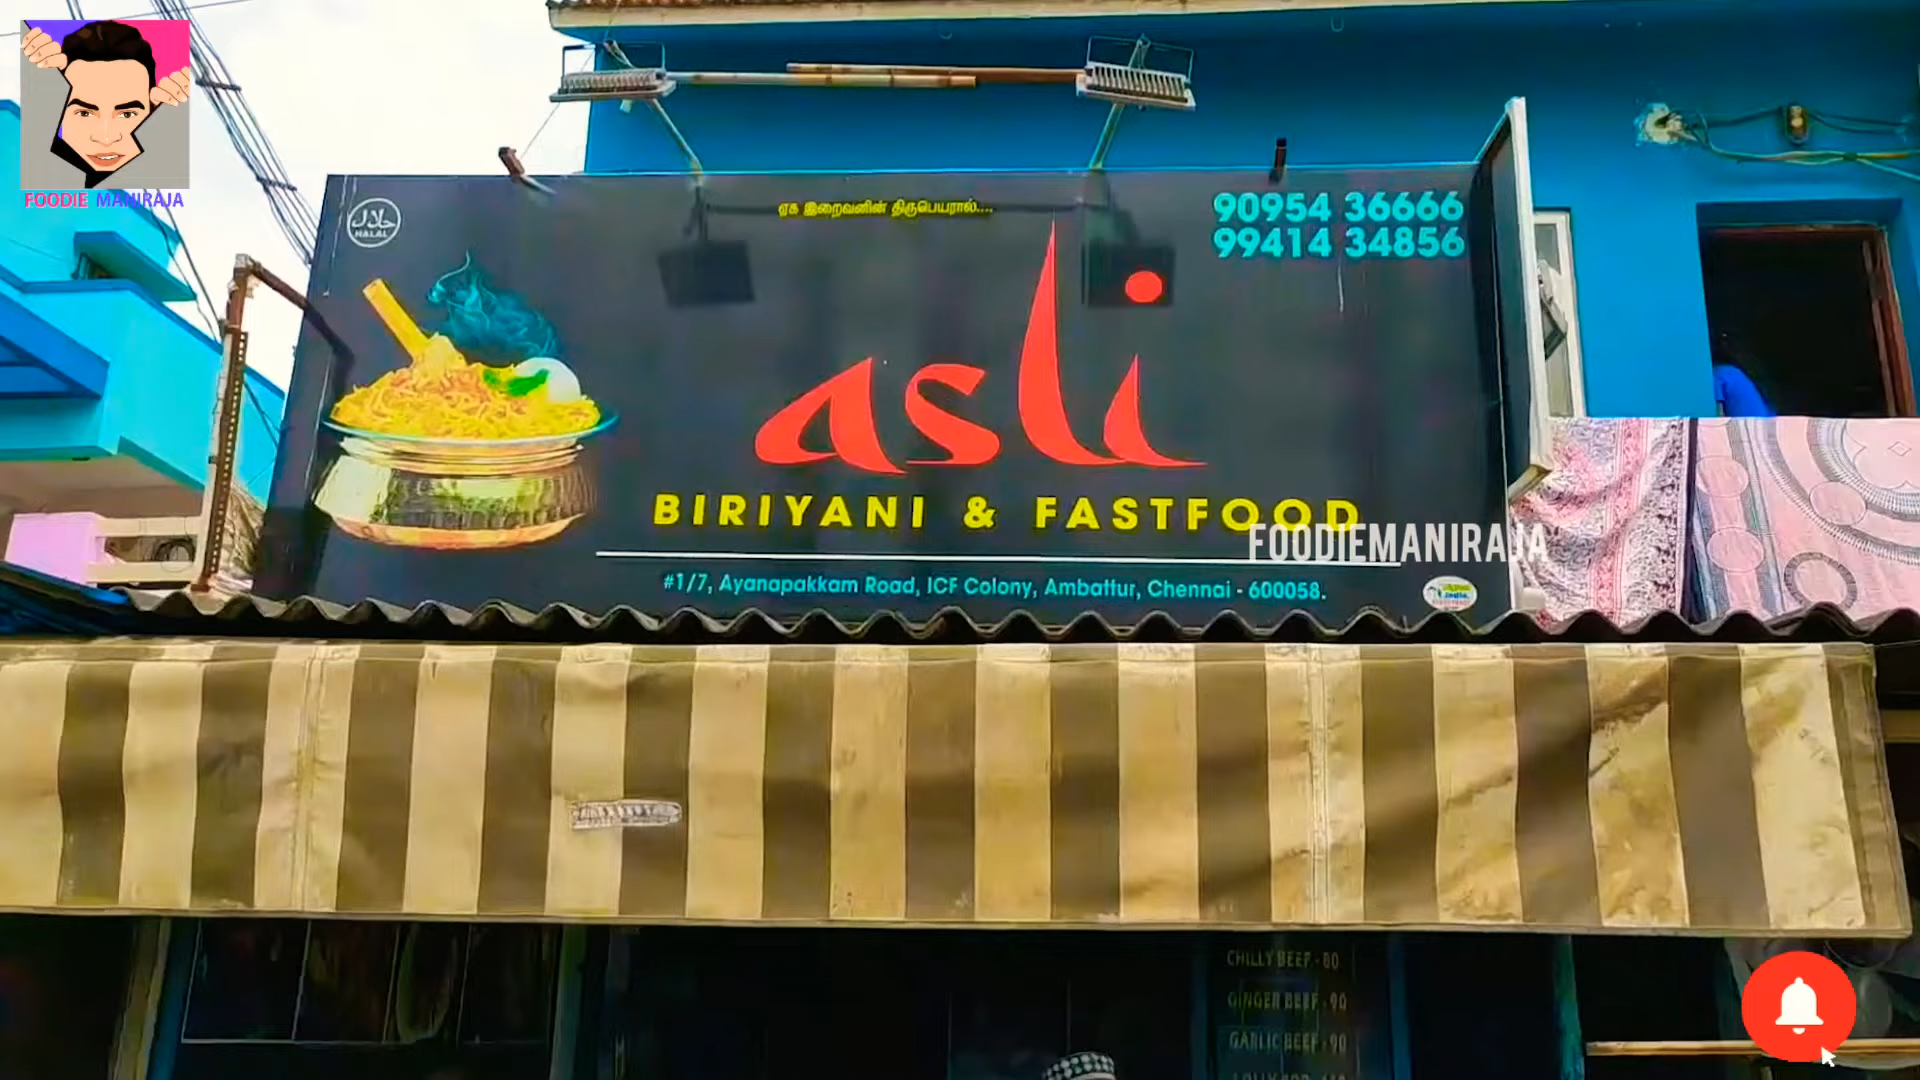 FOODIE MANIRAJA
حلال
HALAL
ஏக இறைவனின் திருபெயரால்....
90954 36666
99414 34856
asli
BIRIYANI & FASTFOOD
FOODIEMANIRAJA
#1/7, Ayanapakkam Road, ICF Colony, Ambattur, Chennai - 600058.
CHILLY BEEF - 80
GINGER BEEF - 90
GARLIC BEEF - 90